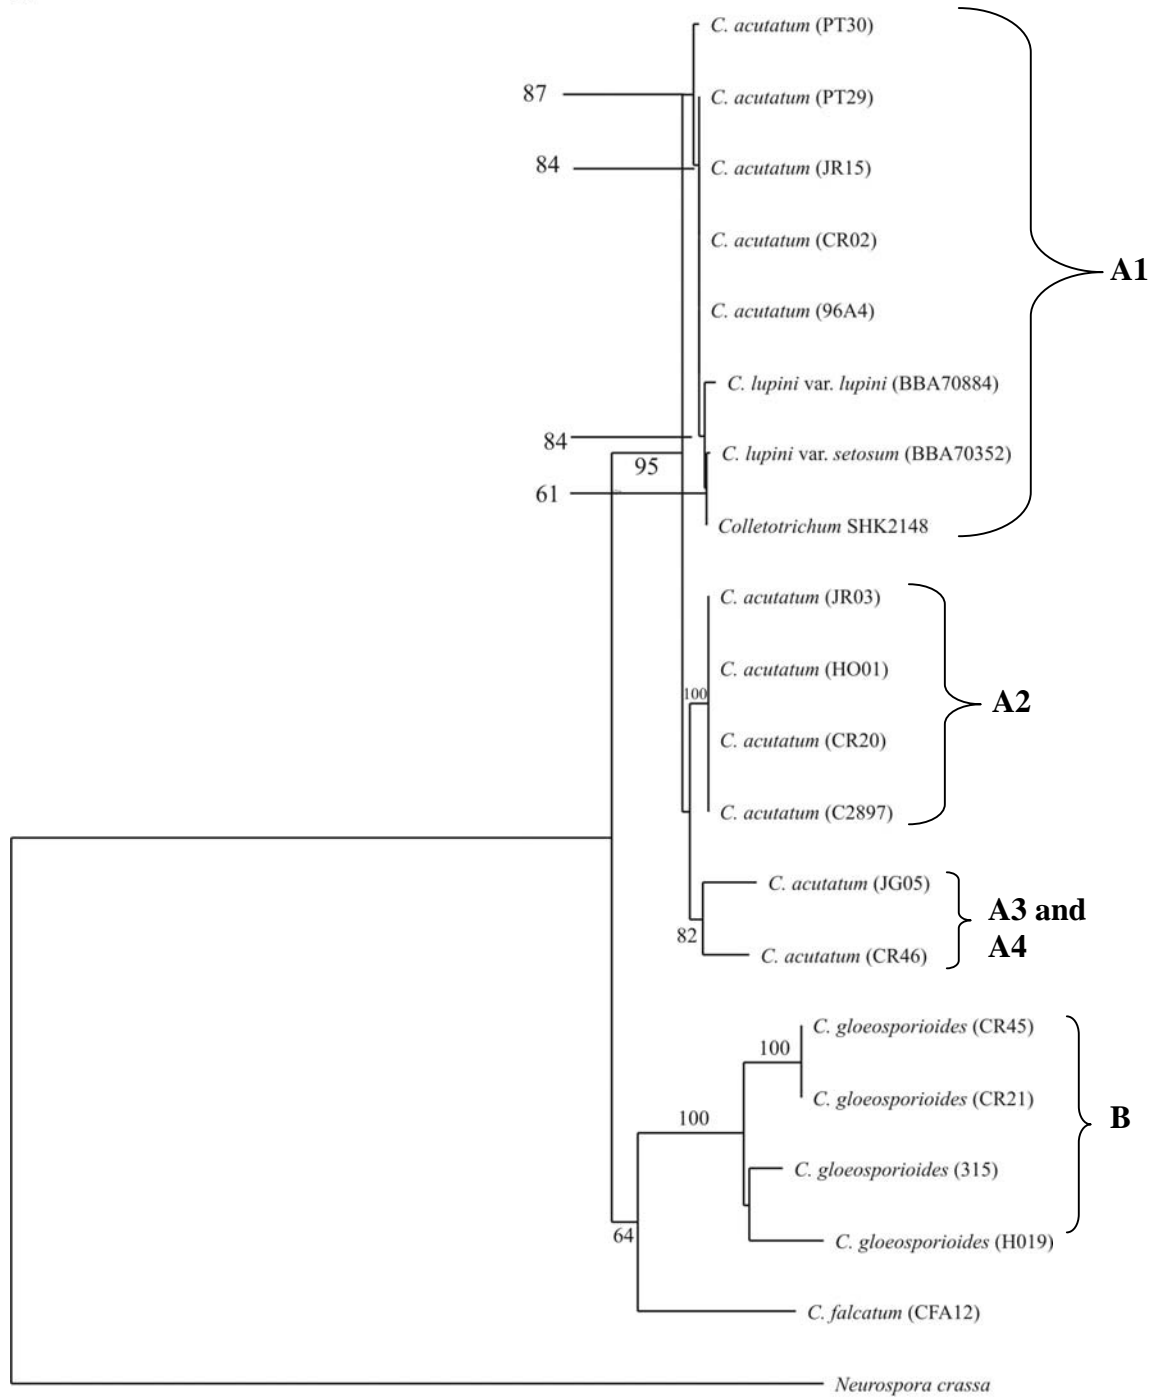 C. acutatum (PT30)
87
C. acutatum (PT29)
84
C. acutatum (JR15)
C. acutatum (CR02)
A1
C. acutatum (96A4)
C. lupini var. lupini (BBA70884)
84
C. lupini var. setosum (BBA70352)
95
61
Colletotrichum SHK2148
C. acutatum (JR03)
C. acutatum (HO01)
100
A2
C. acutatum (CR20)
C. acutatum (C2897)
C. acutatum (JG05)
A3 and
A4
82
C. acutatum (CR46)
C. gloeosporioides (CR45)
100
C. gloeosporioides (CR21)
100
B
C. gloeosporioides (315)
64
C. gloeosporioides (H019)
C. falcatum (CFA12)
Neurospora crassa